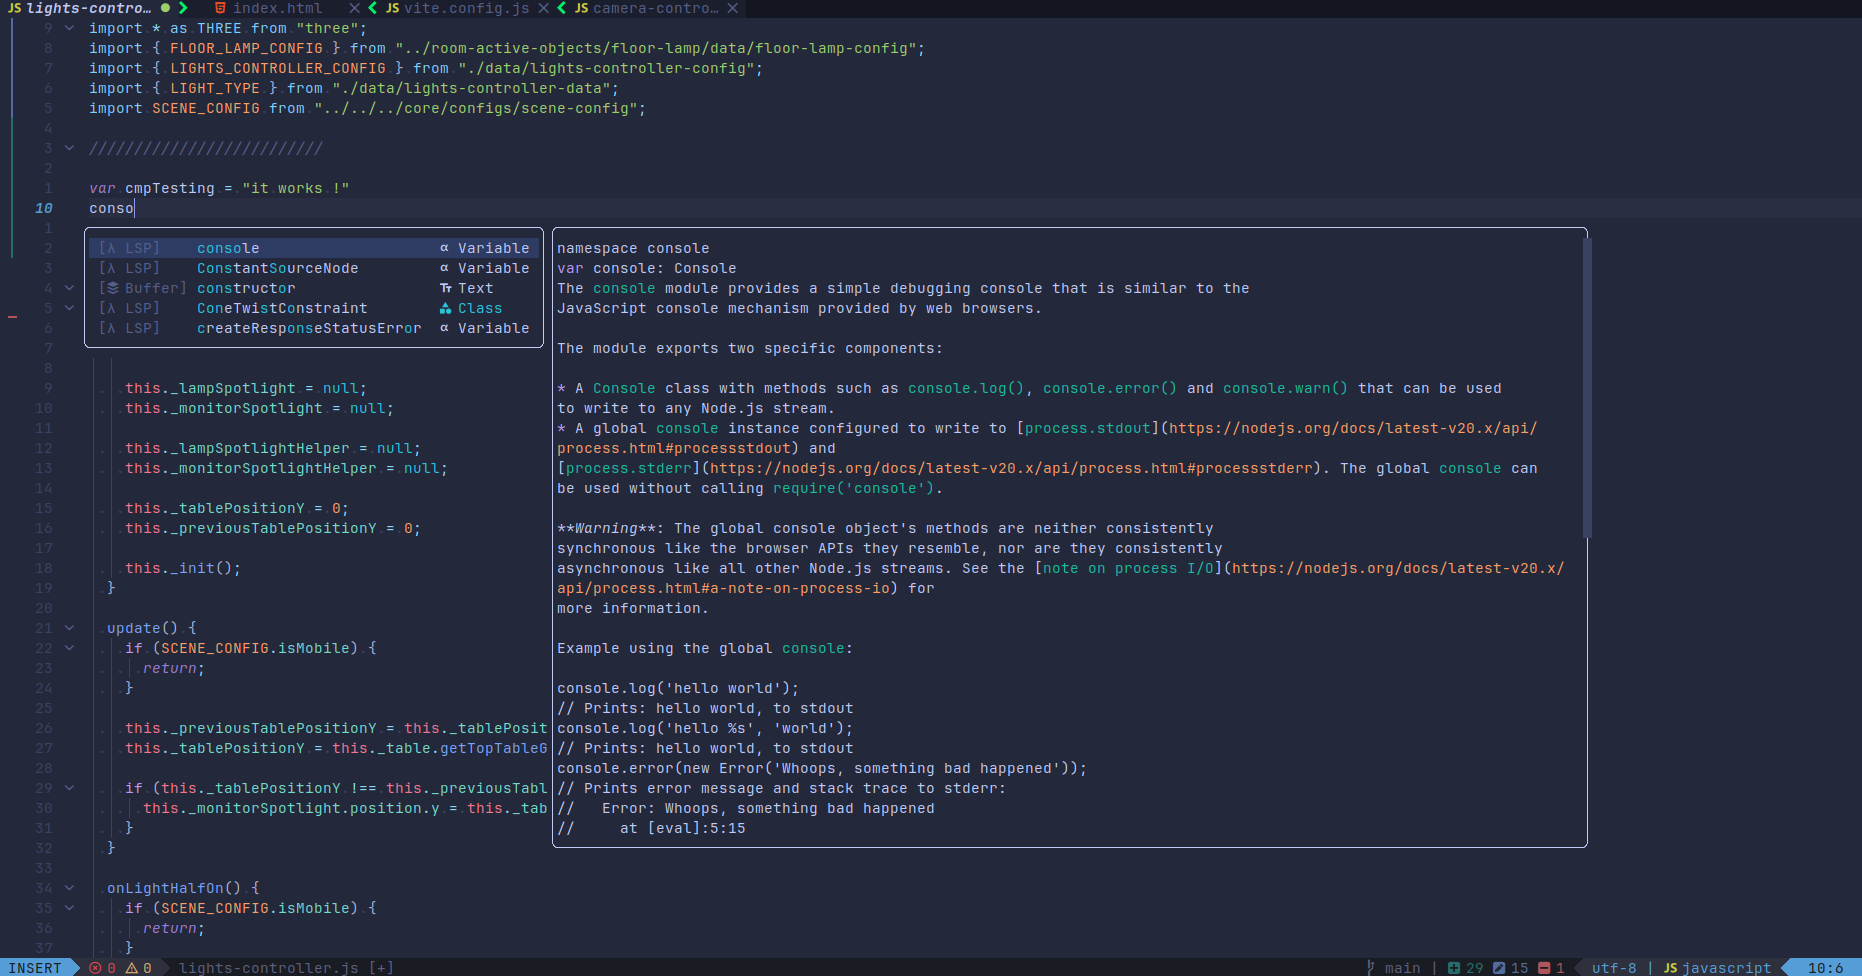 JS lights-contro… index.html JS vite.config.js JS camera-contro…
9 import * as THREE from "three";
8 import { FLOOR_LAMP_CONFIG } from "../room-active-objects/floor-lamp/data/floor-lamp-config";
7 import { LIGHTS_CONTROLLER_CONFIG } from "./data/lights-controller-config";
6 import { LIGHT_TYPE } from "./data/lights-controller-data";
5 import SCENE_CONFIG from "../../../core/configs/scene-config";
4
3 //////////////////////////
2
1 var cmpTesting = "it works !"
10 conso
1
2
3
4
5
6
7
[λ LSP] console α Variable
[λ LSP] ConstantSourceNode α Variable
[Buffer] constructor Text
[λ LSP] ConeTwistConstraint Class
[λ LSP] createResponseStatusError α Variable
8
9 this._lampSpotlight = null;
10 this._monitorSpotlight = null;
11
12 this._lampSpotlightHelper = null;
13 this._monitorSpotlightHelper = null;
14
15 this._tablePositionY = 0;
16 this._previousTablePositionY = 0;
17
18 this._init();
19 }
20
21 update() {
22 if (SCENE_CONFIG.isMobile) {
23 return;
24 }
25
26 this._previousTablePositionY = this._tablePosit
27 this._tablePositionY = this._table.getTopTableG
28
29 if (this._tablePositionY !== this._previousTabl
30 this._monitorSpotlight.position.y = this._tab
31 }
32 }
33
34 onLightHalfOn() {
35 if (SCENE_CONFIG.isMobile) {
36 return;
37 }
namespace console
var console: Console
The console module provides a simple debugging console that is similar to the
JavaScript console mechanism provided by web browsers.
The module exports two specific components:
* A Console class with methods such as console.log(), console.error() and console.warn() that can be used
to write to any Node.js stream.
* A global console instance configured to write to [process.stdout](https://nodejs.org/docs/latest-v20.x/api/
process.html#processstdout) and
[process.stderr](https://nodejs.org/docs/latest-v20.x/api/process.html#processstderr). The global console can
be used without calling require('console').
**Warning**: The global console object's methods are neither consistently
synchronous like the browser APIs they resemble, nor are they consistently
asynchronous like all other Node.js streams. See the [note on process I/O](https://nodejs.org/docs/latest-v20.x/
api/process.html#a-note-on-process-io) for
more information.
Example using the global console:
console.log('hello world');
// Prints: hello world, to stdout
console.log('hello %s', 'world');
// Prints: hello world, to stdout
console.error(new Error('Whoops, something bad happened'));
// Prints error message and stack trace to stderr:
//   Error: Whoops, something bad happened
//     at [eval]:5:15
INSERT 0 0 lights-controller.js [+] main | 29 15 1 utf-8 | JS javascript 10:6